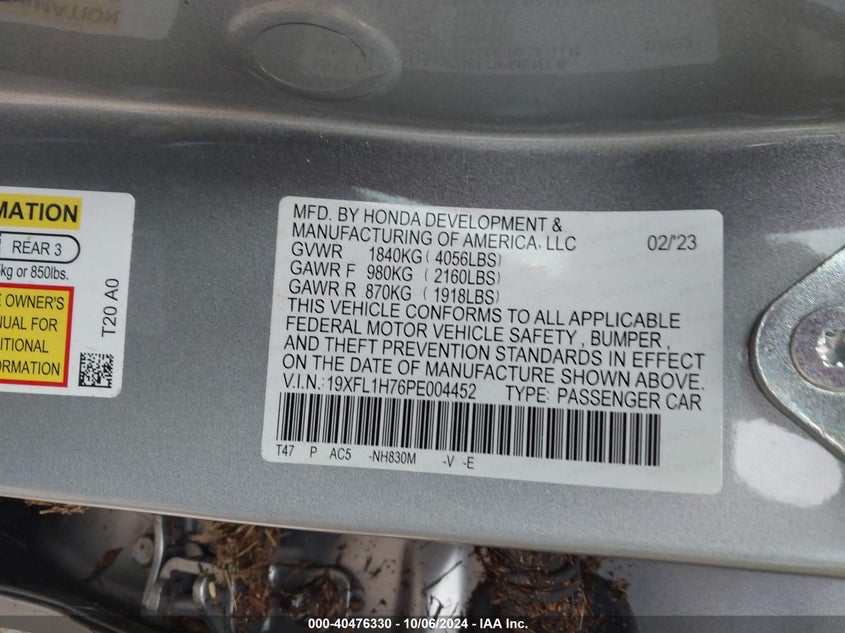 MATION
REAR 3
kg or 850lbs.
OWNER'S
FOR
T20 A0
MFD. BY HONDA DEVELOPMENT &
MANUFACTURING OF AMERICA, LLC 02/'23
GVWR 1840KG ( 4056LBS)
GAWR F 980KG ( 2160LBS)
GAWR R 870KG ( 1918LBS)
THIS VEHICLE CONFORMS TO ALL APPLICABLE
FEDERAL MOTOR VEHICLE SAFETY , BUMPER ,
AND THEFT PREVENTION STANDARDS IN EFFECT
ON THE DATE OF MANUFACTURE SHOWN ABOVE.
V.I.N.: 19XFL1H76PE004452 TYPE: PASSENGER CAR
T47 P AC5 -NH830M -V -E
000-40476330 - 10/06/2024 - IAA Inc.